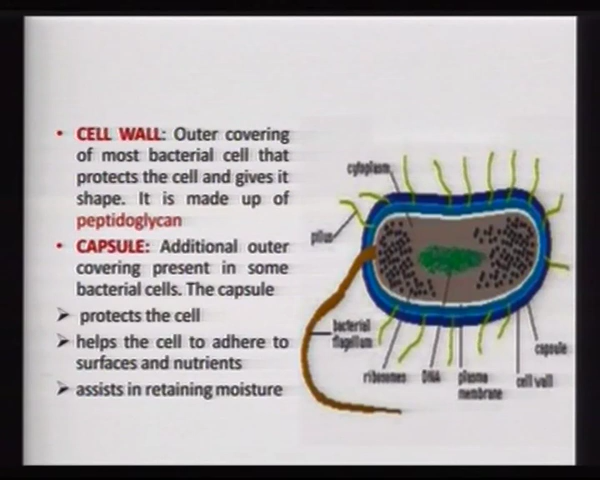 • CELL WALL: Outer covering
of most bacterial cell that
protects the cell and gives it
shape. It is made up of
peptidoglycan
• CAPSULE: Additional outer
covering present in some
bacterial cells. The capsule
➤ protects the cell
➤ helps the cell to adhere to
surfaces and nutrients
➤ assists in retaining moisture
cytoplasm
pilus
bacterial
flagellum
ribosomes
DNA
plasma
membrane
cell wall
capsule